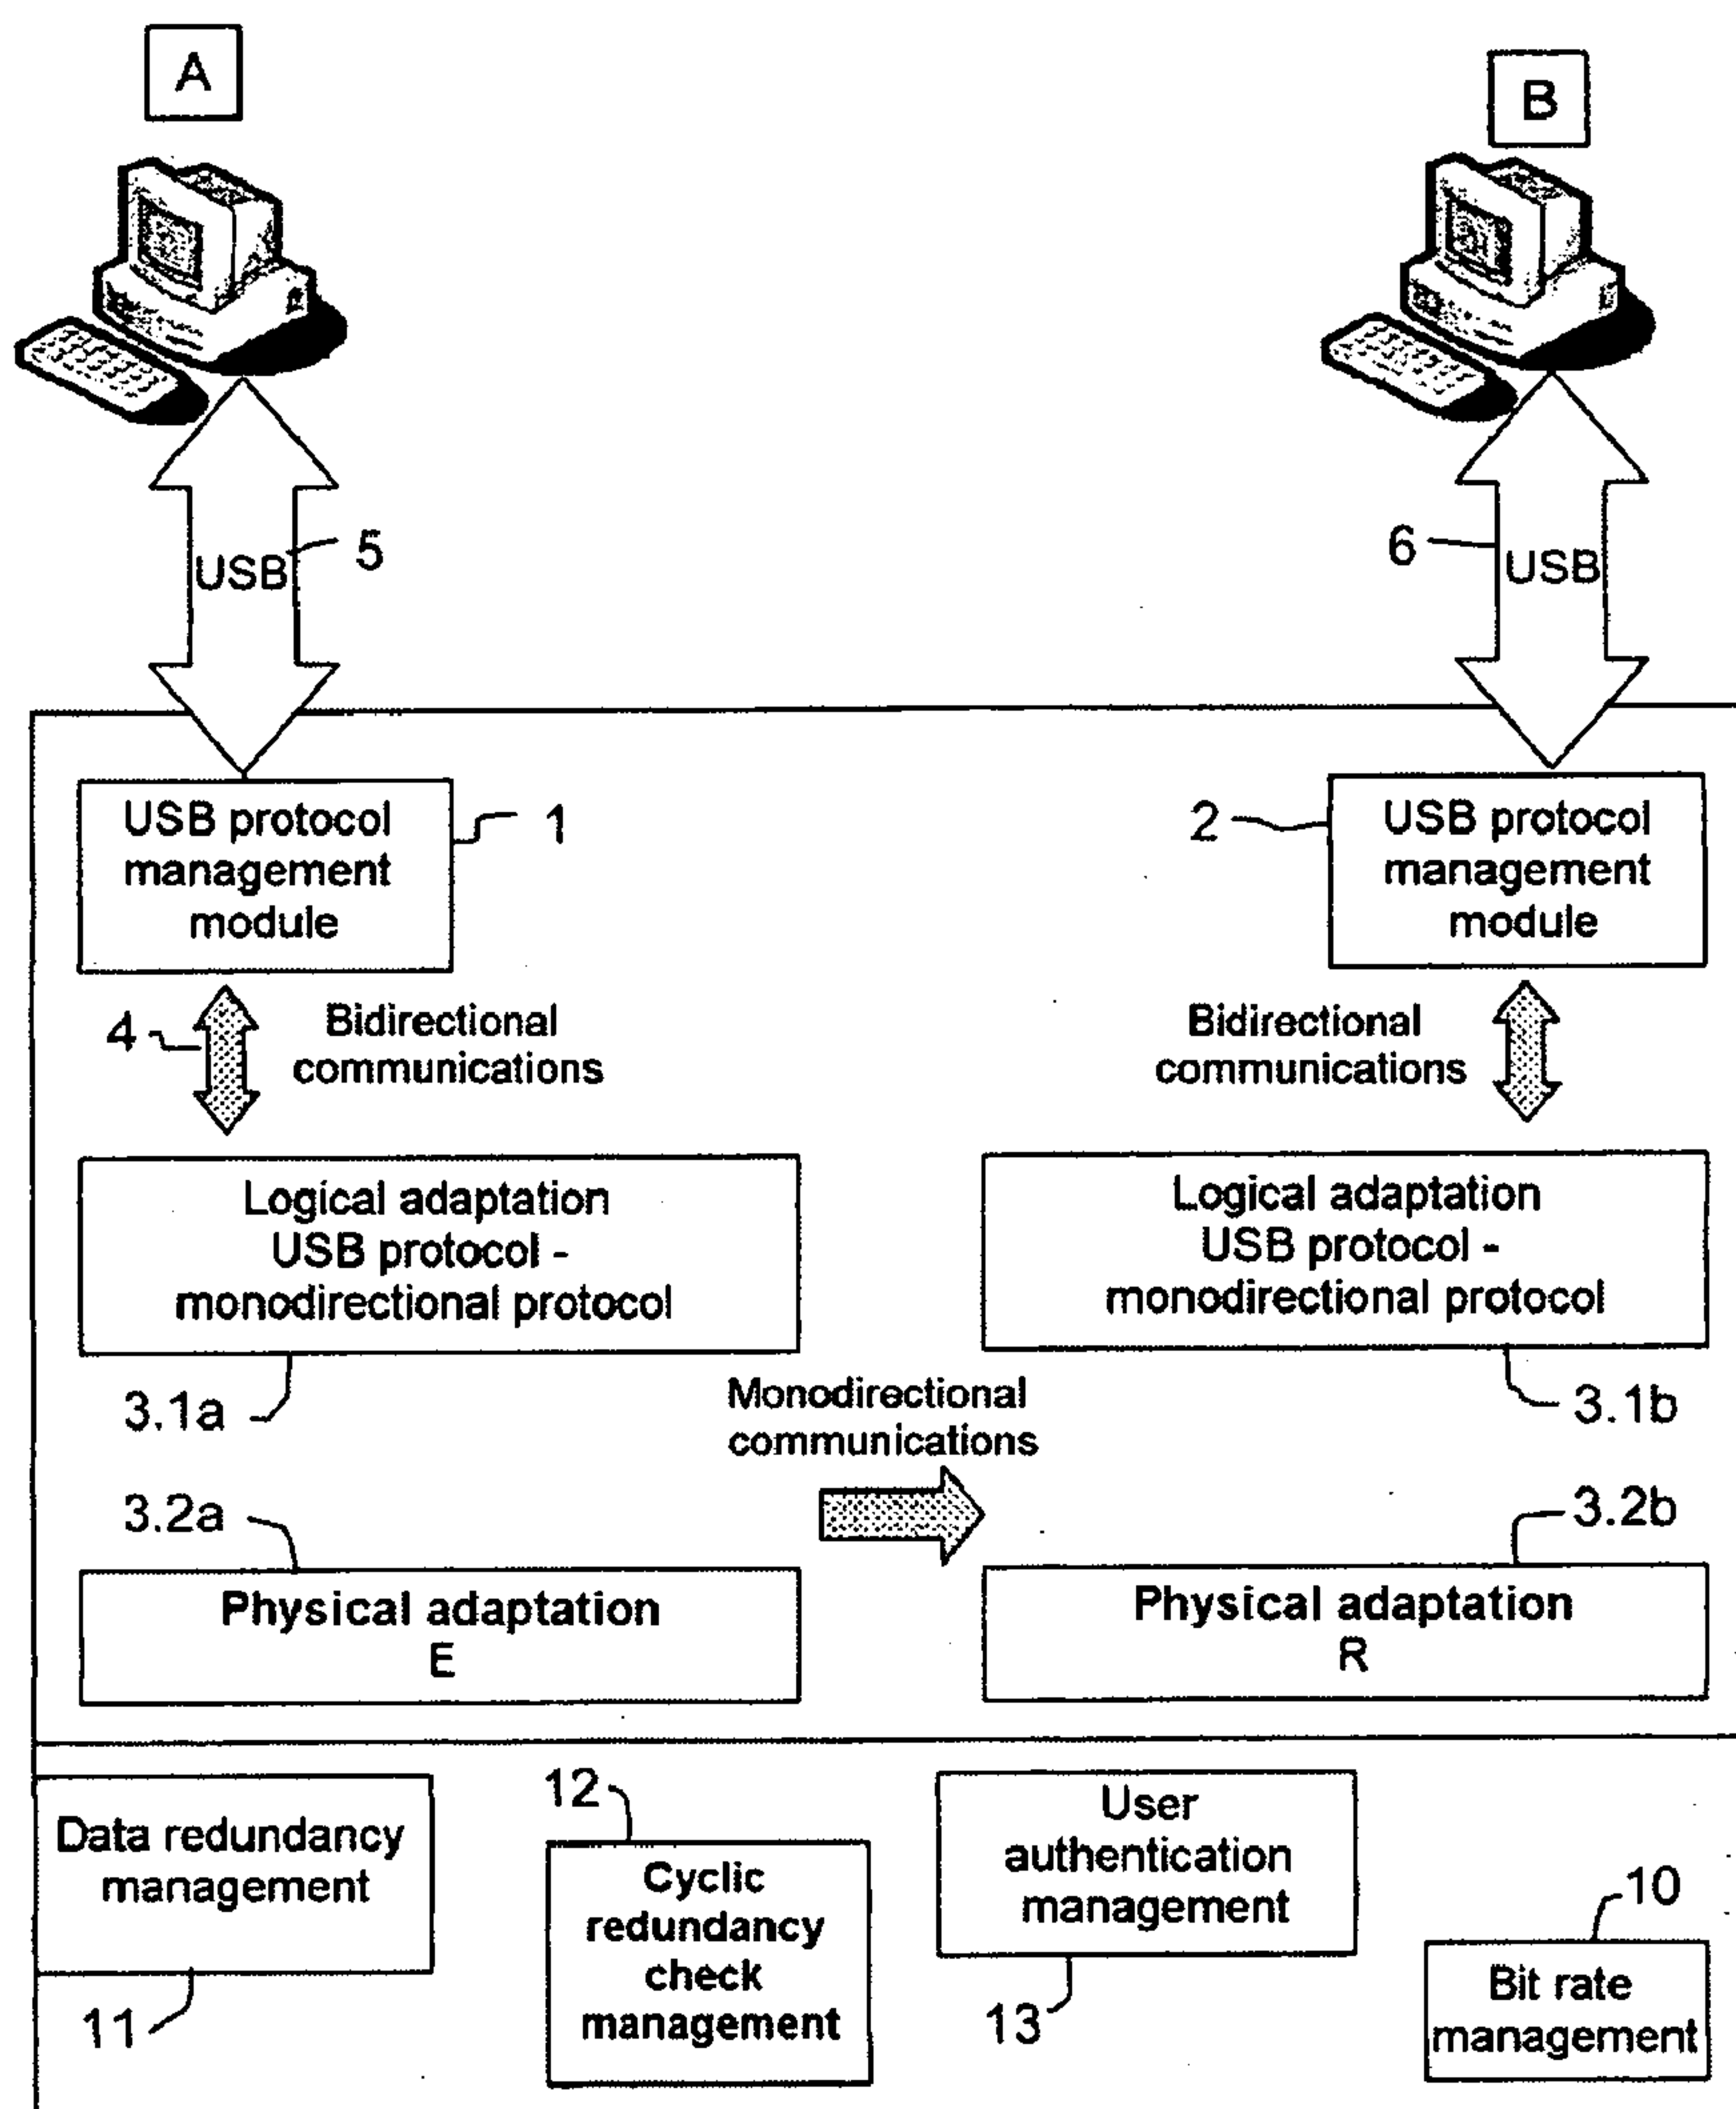 A
B
USB
5
6
USB
USB protocol
management
module
1
2
USB protocol
management
module
4
Bidirectional
communications
Bidirectional
communications
Logical adaptation
USB protocol -
monodirectional protocol
Logical adaptation
USB protocol -
monodirectional protocol
3.1a
Monodirectional
communications
3.1b
3.2a
3.2b
Physical adaptation
E
Physical adaptation
R
Data redundancy
management
11
12
Cyclic
redundancy
check
management
User
authentication
management
13
10
Bit rate
management